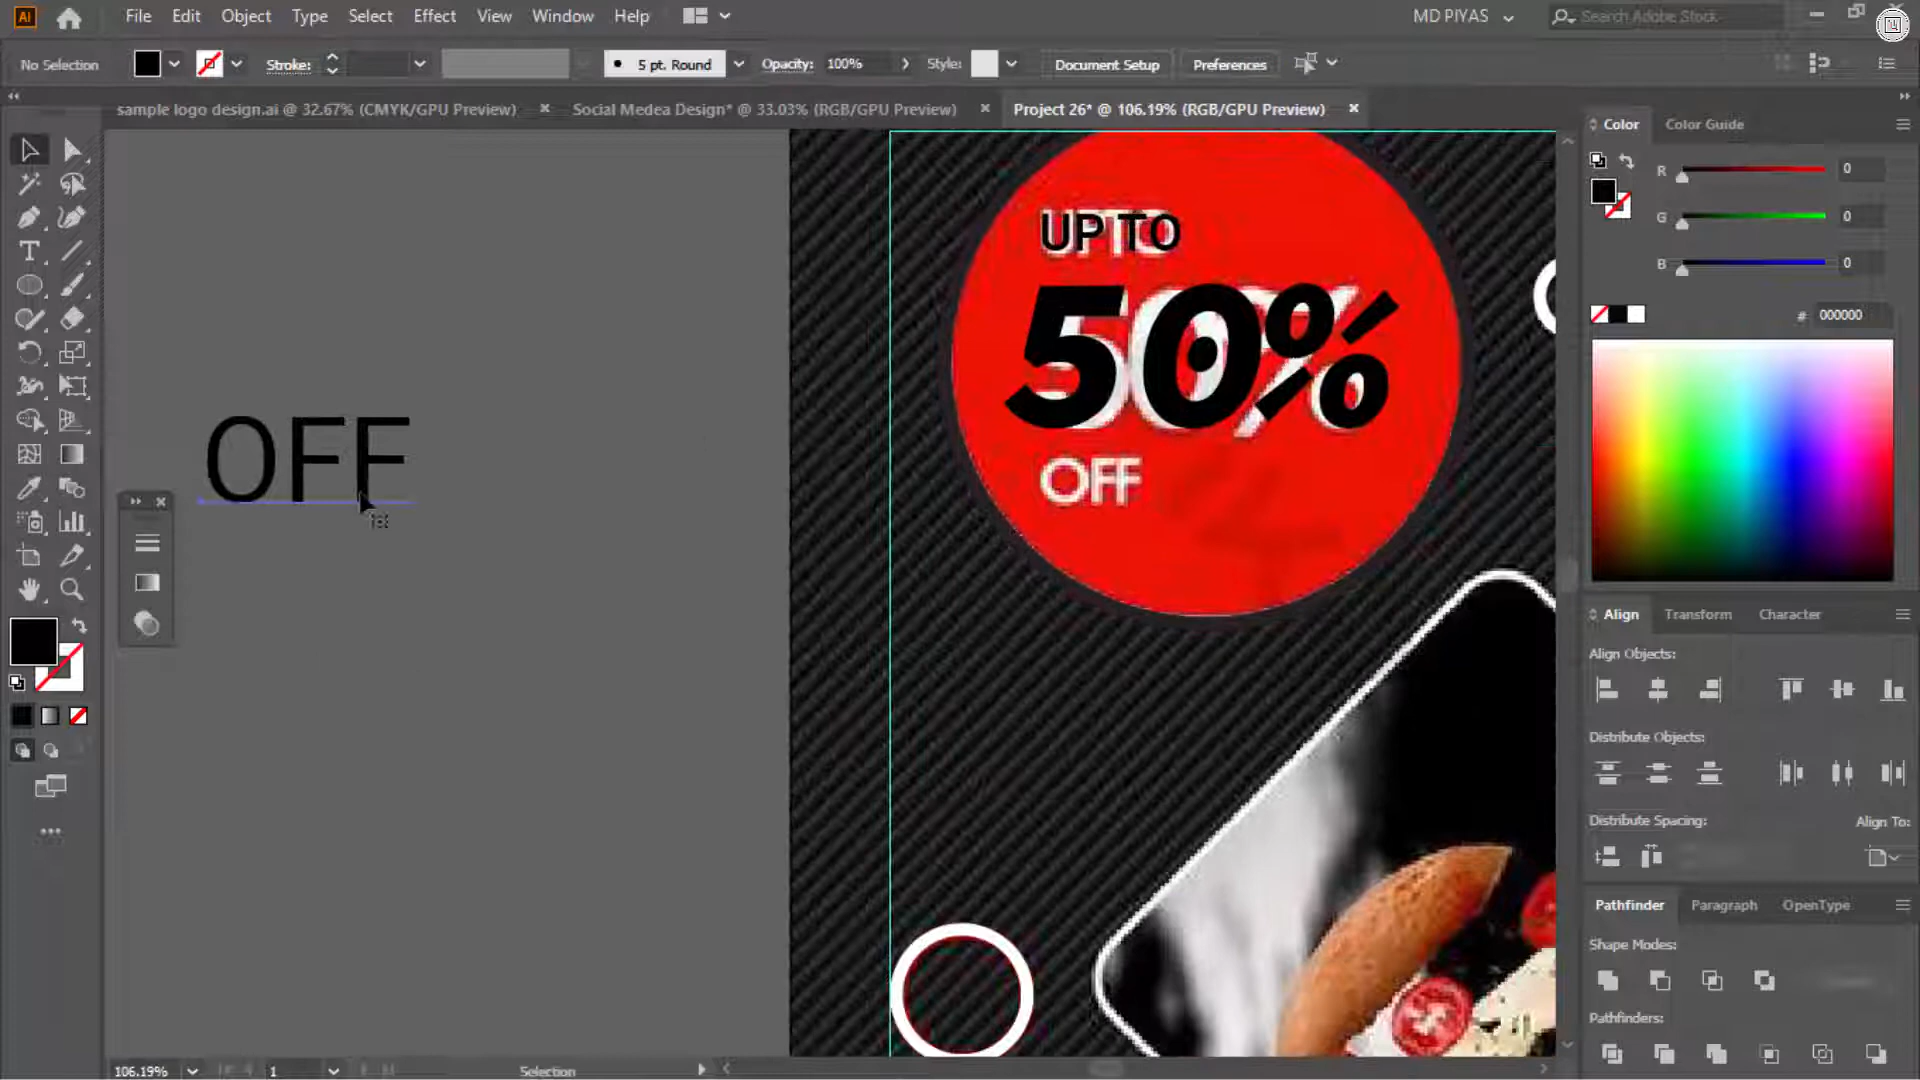 File Edit Object Type Select Effect View Window Help MD PIYAS Search Adobe Stock
No Selection Stroke: 5 pt. Round Opacity: 100% Style: Document Setup Preferences
sample logo design.ai @ 32.67% (CMYK/GPU Preview) × Social Medea Design* @ 33.03% (RGB/GPU Preview) × Project 26* @ 106.19% (RGB/GPU Preview) ×
Color Color Guide
R 0
G 0
B 0
# 000000
UP TO
50%
OFF
OFF
Align Transform Character
Align Objects:
Distribute Objects:
Distribute Spacing: Align To:
Pathfinder Paragraph OpenType
Shape Modes:
Pathfinders:
106.19% 1 Selection